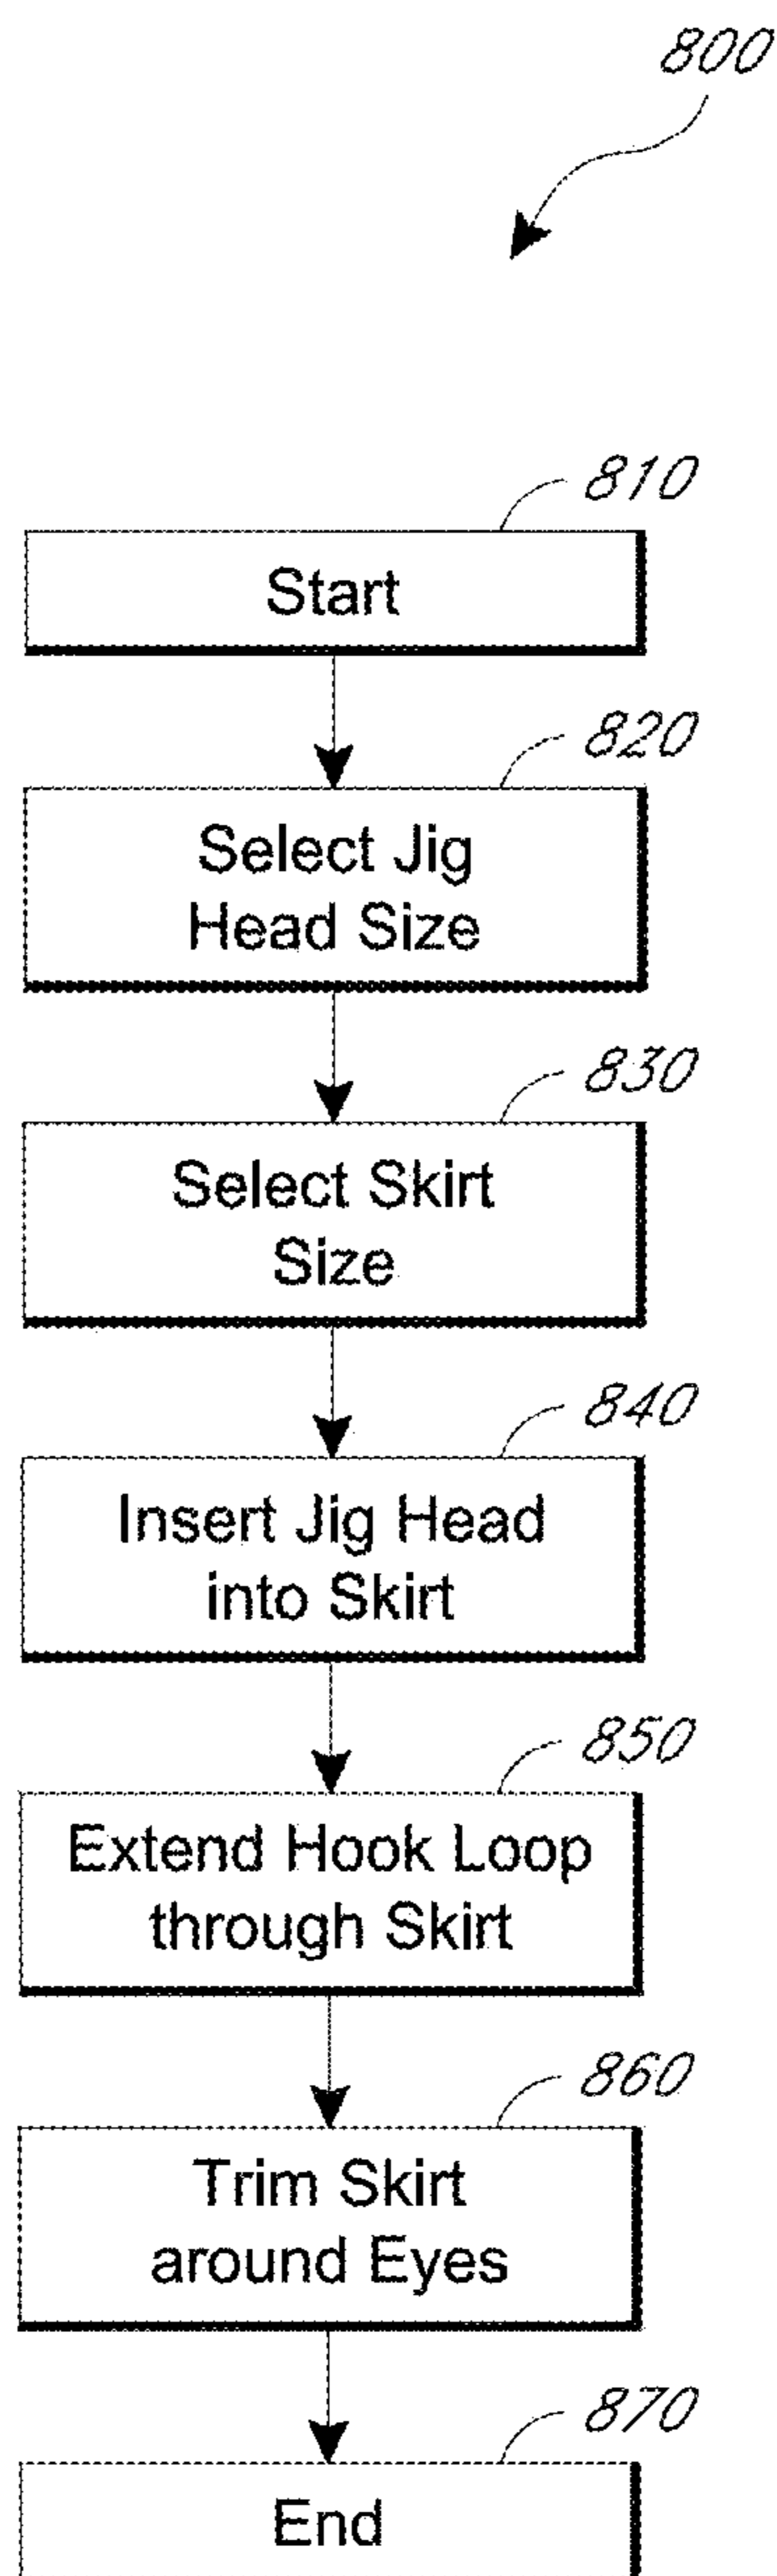 800
810
Start
820
Select Jig
Head Size
830
Select Skirt
Size
840
Insert Jig Head
into Skirt
850
Extend Hook Loop
through Skirt
860
Trim Skirt
around Eyes
870
End